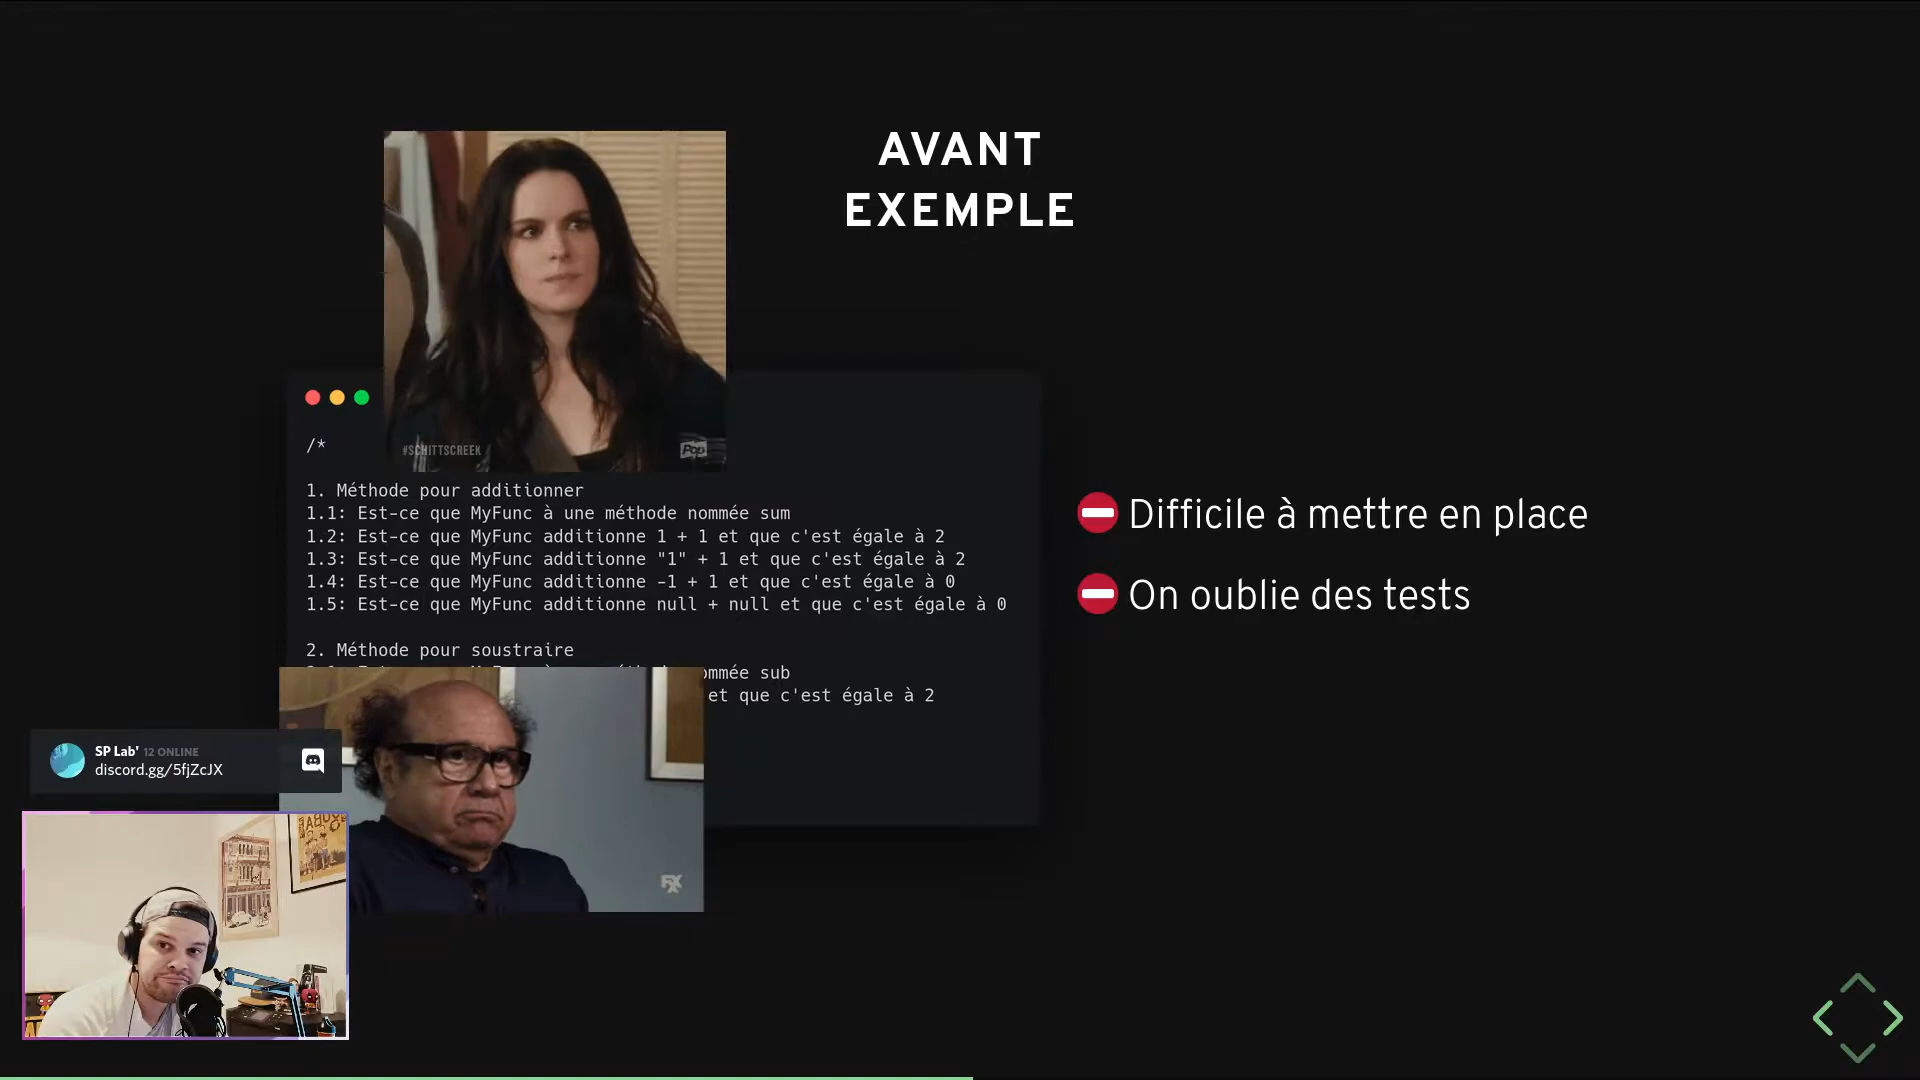 AVANT
EXEMPLE
#SCHITTSCREEK
Pop
/*
1. Méthode pour additionner
1.1: Est-ce que MyFunc à une méthode nommée sum
1.2: Est-ce que MyFunc additionne 1 + 1 et que c'est égale à 2
1.3: Est-ce que MyFunc additionne "1" + 1 et que c'est égale à 2
1.4: Est-ce que MyFunc additionne -1 + 1 et que c'est égale à 0
1.5: Est-ce que MyFunc additionne null + null et que c'est égale à 0
2. Méthode pour soustraire
ommée sub
et que c'est égale à 2
Difficile à mettre en place
On oublie des tests
SP Lab' 12 ONLINE
discord.gg/5fjZcJX
FX